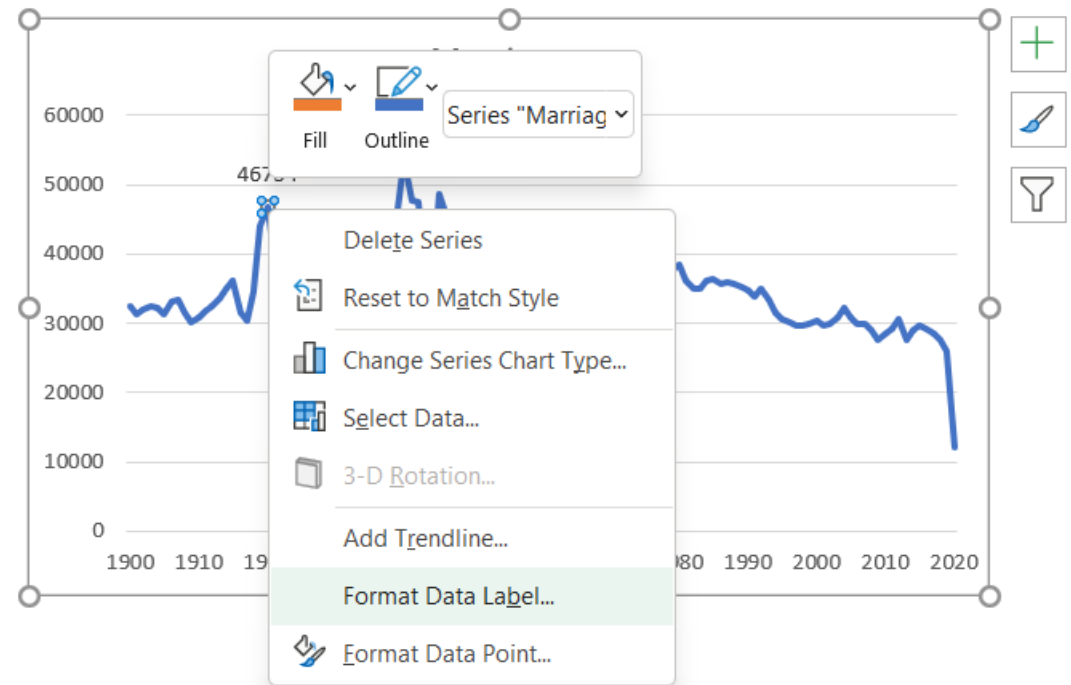 Fill
Outline
Series "Marriag
60000
50000
40000
30000
20000
10000
0
1900 1910 1990 2000 2010 2020
Delete Series
Reset to Match Style
Change Series Chart Type...
Select Data...
3-D Rotation...
Add Trendline...
Format Data Label...
Format Data Point...